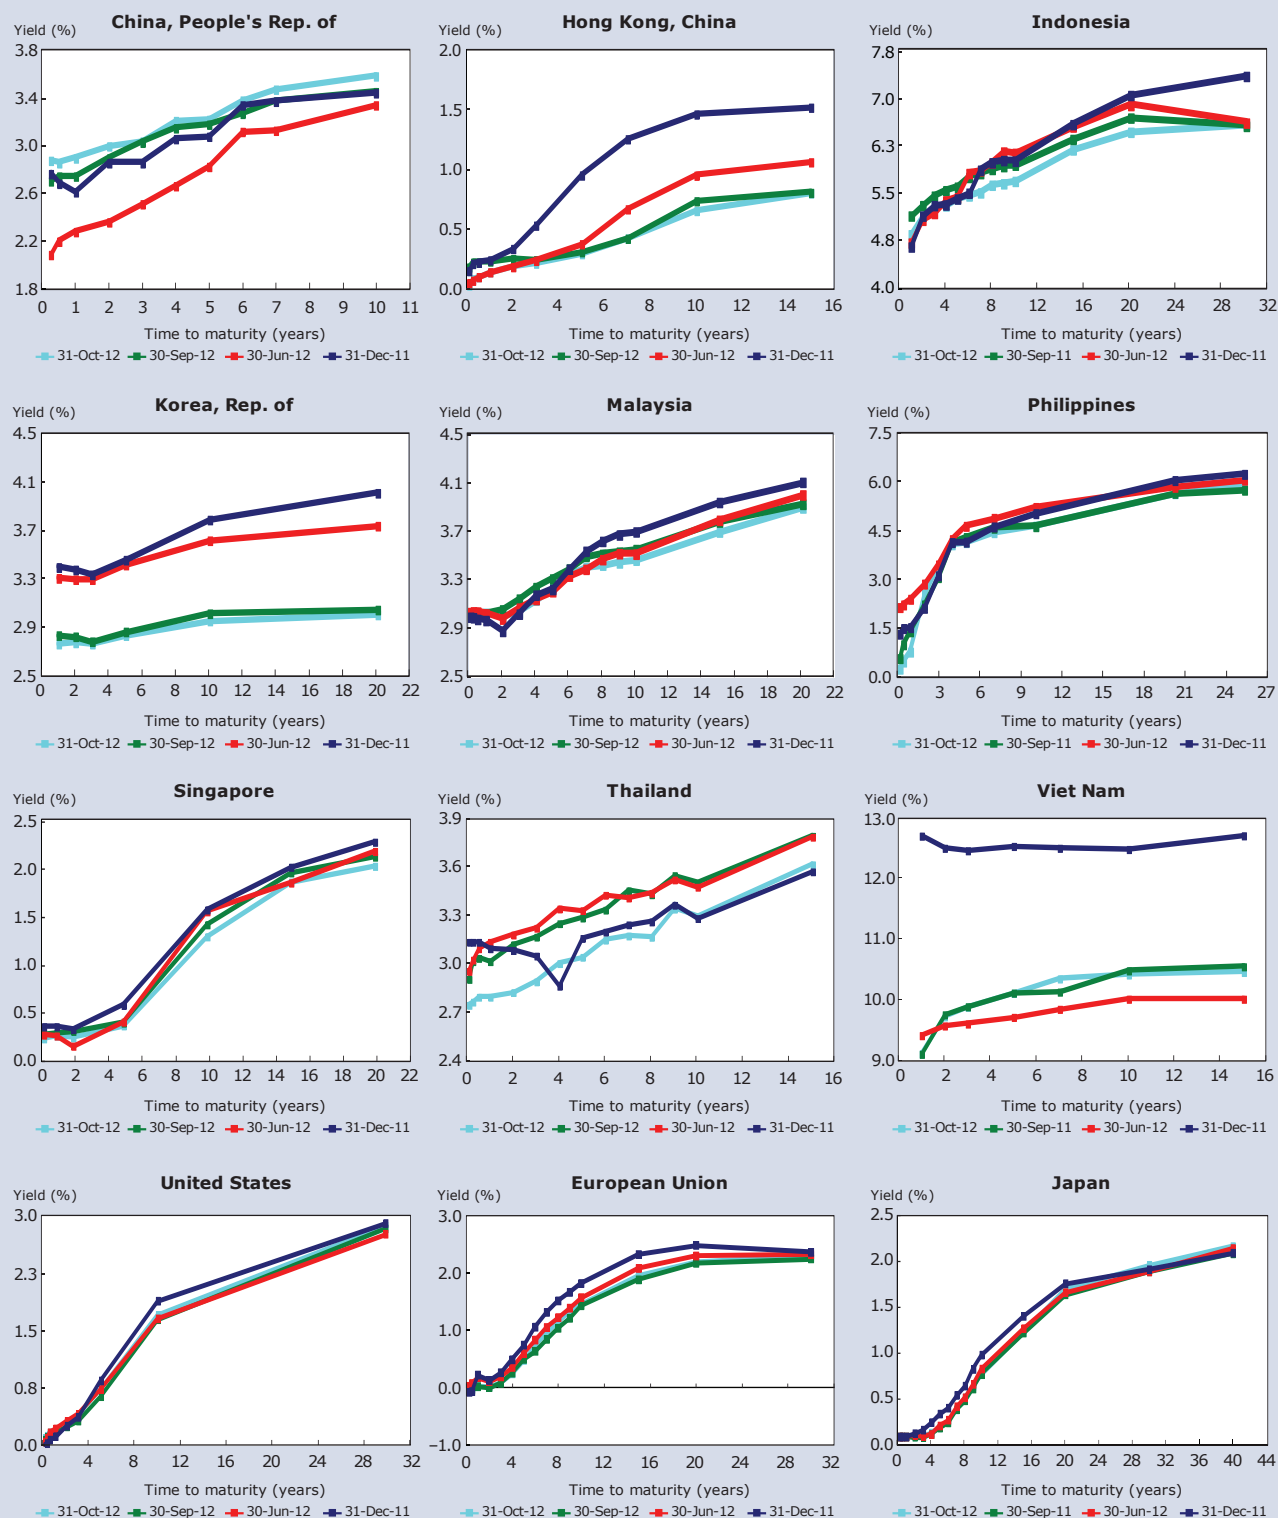 China, People's Rep. of
Yield (%)
3.8
3.4
3.0
2.6
2.2
1.8
0 1 2 3 4 5 6 7 8 9 10 11
Time to maturity (years)
31-Oct-12 30-Sep-12 30-Jun-12 31-Dec-11
Hong Kong, China
Yield (%)
2.0
1.5
1.0
0.5
0.0
0 2 4 6 8 10 12 14 16
Time to maturity (years)
31-Oct-12 30-Sep-12 30-Jun-12 31-Dec-11
Indonesia
Yield (%)
7.8
7.0
6.3
5.5
4.8
4.0
0 4 8 12 16 20 24 28 32
Time to maturity (years)
31-Oct-12 30-Sep-11 30-Jun-12 31-Dec-11
Korea, Rep. of
Yield (%)
4.5
4.1
3.7
3.3
2.9
2.5
0 2 4 6 8 10 12 14 16 18 20 22
Time to maturity (years)
31-Oct-12 30-Sep-12 30-Jun-12 31-Dec-11
Malaysia
Yield (%)
4.5
4.1
3.7
3.3
2.9
2.5
0 2 4 6 8 10 12 14 16 18 20 22
Time to maturity (years)
31-Oct-12 30-Sep-12 30-Jun-12 31-Dec-11
Philippines
Yield (%)
7.5
6.0
4.5
3.0
1.5
0.0
0 3 6 9 12 15 18 21 24 27
Time to maturity (years)
31-Oct-12 30-Sep-11 30-Jun-12 31-Dec-11
Singapore
Yield (%)
2.5
2.0
1.5
1.0
0.5
0.0
0 2 4 6 8 10 12 14 16 18 20 22
Time to maturity (years)
31-Oct-12 30-Sep-12 30-Jun-12 31-Dec-11
Thailand
Yield (%)
3.9
3.6
3.3
3.0
2.7
2.4
0 2 4 6 8 10 12 14 16
Time to maturity (years)
31-Oct-12 30-Sep-12 30-Jun-12 31-Dec-11
Viet Nam
Yield (%)
13.0
12.0
11.0
10.0
9.0
0 2 4 6 8 10 12 14 16
Time to maturity (years)
31-Oct-12 30-Sep-11 30-Jun-12 31-Dec-11
United States
Yield (%)
3.0
2.3
1.5
0.8
0.0
0 4 8 12 16 20 24 28 32
Time to maturity (years)
31-Oct-12 30-Sep-12 30-Jun-12 31-Dec-11
European Union
Yield (%)
3.0
2.0
1.0
0.0
−1.0
0 4 8 12 16 20 24 28 32
Time to maturity (years)
31-Oct-12 30-Sep-12 30-Jun-12 31-Dec-11
Japan
Yield (%)
2.5
2.0
1.5
1.0
0.5
0.0
0 4 8 12 16 20 24 28 32 36 40 44
Time to maturity (years)
31-Oct-12 30-Sep-11 30-Jun-12 31-Dec-11